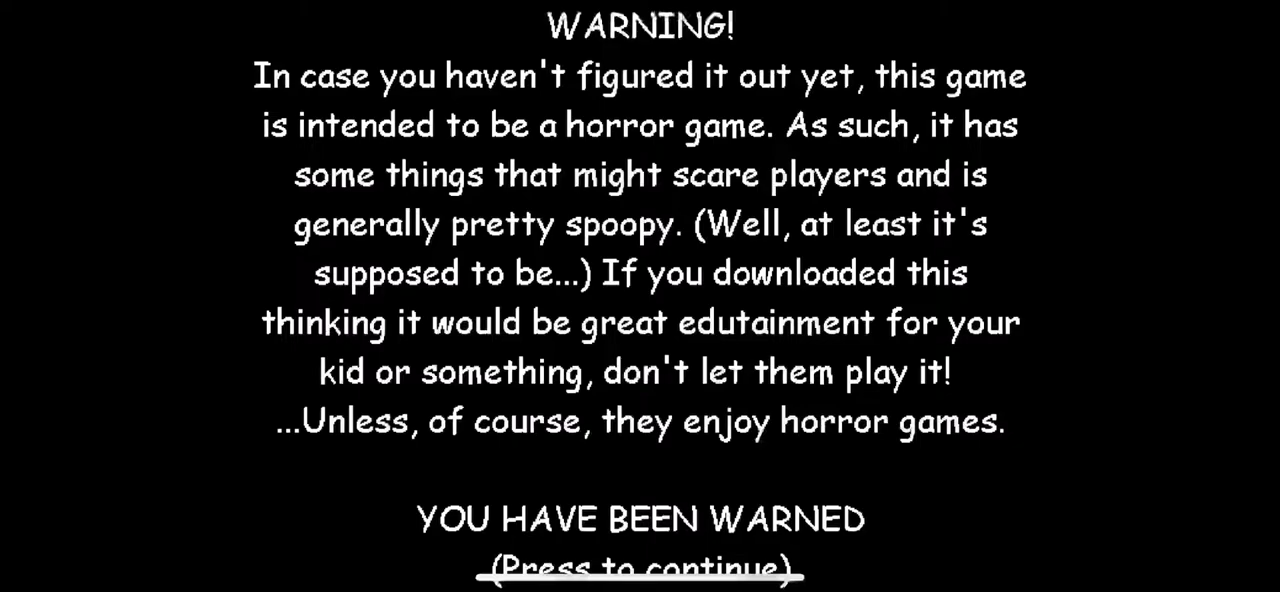 WARNING!
In case you haven't figured it out yet, this game
is intended to be a horror game. As such, it has
some things that might scare players and is
generally pretty spoopy. (Well, at least it's
supposed to be...) If you downloaded this
thinking it would be great edutainment for your
kid or something, don't let them play it!
...Unless, of course, they enjoy horror games.
YOU HAVE BEEN WARNED
(Press to continue)